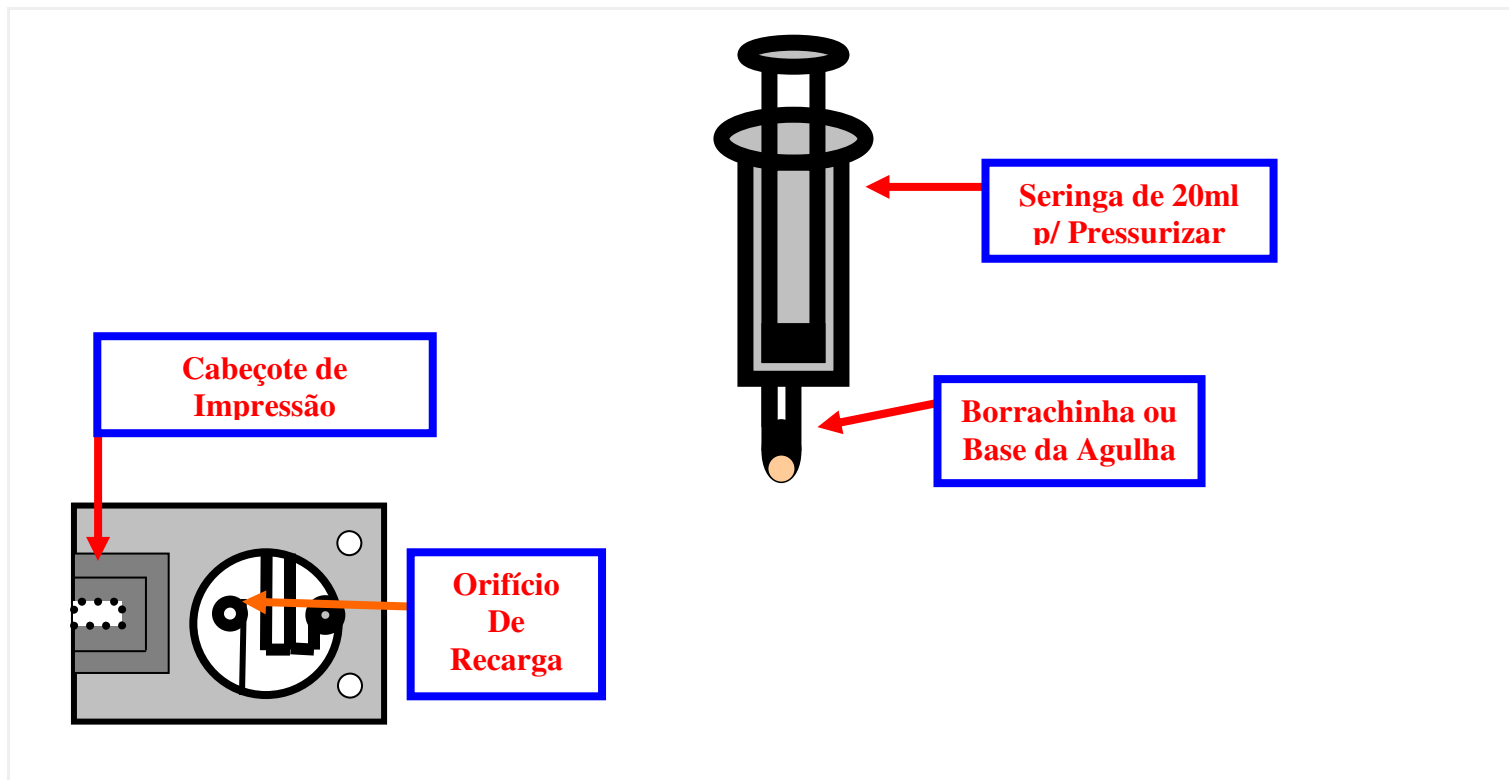 Seringa de 20ml
p/ Pressurizar
Cabeçote de
Impressão
Borrachinha ou
Base da Agulha
Orifício
De
Recarga